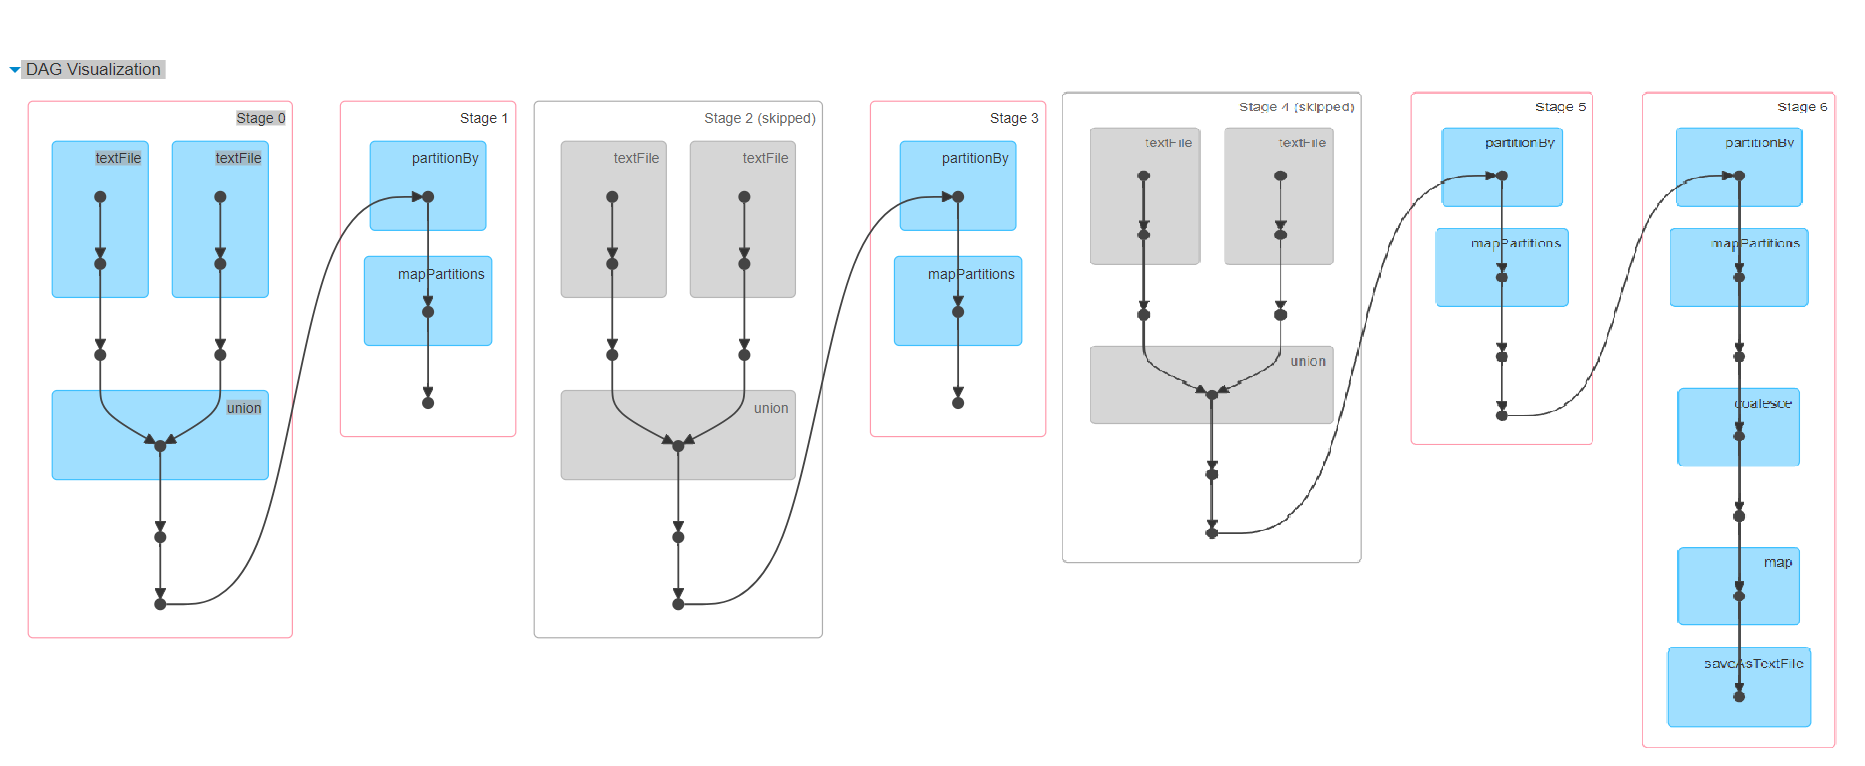 DAG Visualization
Stage 0
textFile
textFile
union
Stage 1
partitionBy
mapPartitions
Stage 2 (skipped)
textFile
textFile
union
Stage 3
partitionBy
mapPartitions
Stage 4 (skipped)
textFile
textFile
union
Stage 5
partitionBy
mapPartitions
Stage 6
partitionBy
mapPartitions
coalesce
map
saveAsTextFile